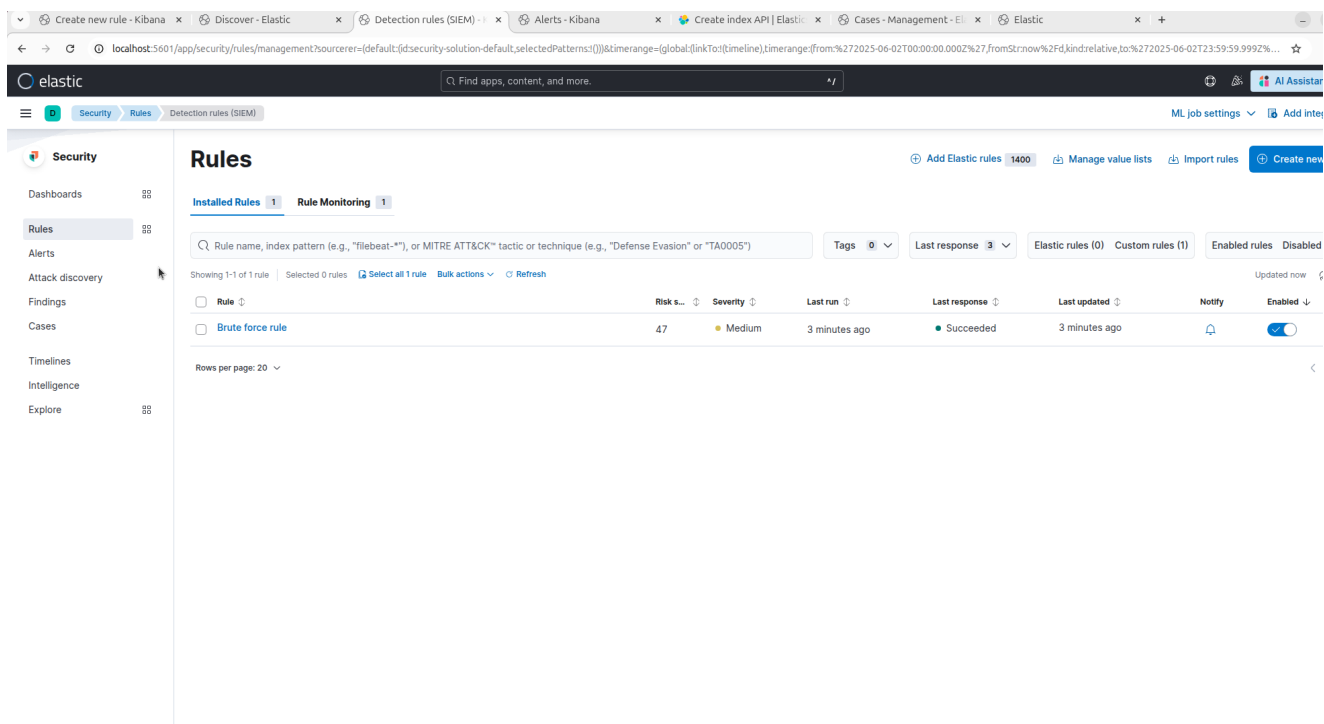 Create new rule - Kibana
Discover - Elastic
Detection rules (SIEM) -
Alerts - Kibana
Create index API | Elastic
Cases - Management - El
Elastic
localhost:5601/app/security/rules/management?sourcerer=(default:(id:security-solution-default,selectedPatterns:!()))&timerange=(global:(linkTo:!(timeline),timerange:(from:%272025-06-02T00:00:00.000Z%27,fromStr:now%2Fd,kind:relative,to:%272025-06-02T23:59:59.999Z%...
elastic
Find apps, content, and more.
^/
AI Assistan
D
Security
Rules
Detection rules (SIEM)
ML job settings
Add integ
Security
Dashboards
Rules
Alerts
Attack discovery
Findings
Cases
Timelines
Intelligence
Explore
Rules
Add Elastic rules 1400
Manage value lists
Import rules
Create new
Installed Rules 1
Rule Monitoring 1
Rule name, index pattern (e.g., "filebeat-*"), or MITRE ATT&CK™ tactic or technique (e.g., "Defense Evasion" or "TA0005")
Tags 0
Last response 3
Elastic rules (0)
Custom rules (1)
Enabled rules
Disabled
Showing 1-1 of 1 rule
Selected 0 rules
Select all 1 rule
Bulk actions
Refresh
Updated now
Rule
Risk s...
Severity
Last run
Last response
Last updated
Notify
Enabled
Brute force rule
47
Medium
3 minutes ago
Succeeded
3 minutes ago
Rows per page: 20